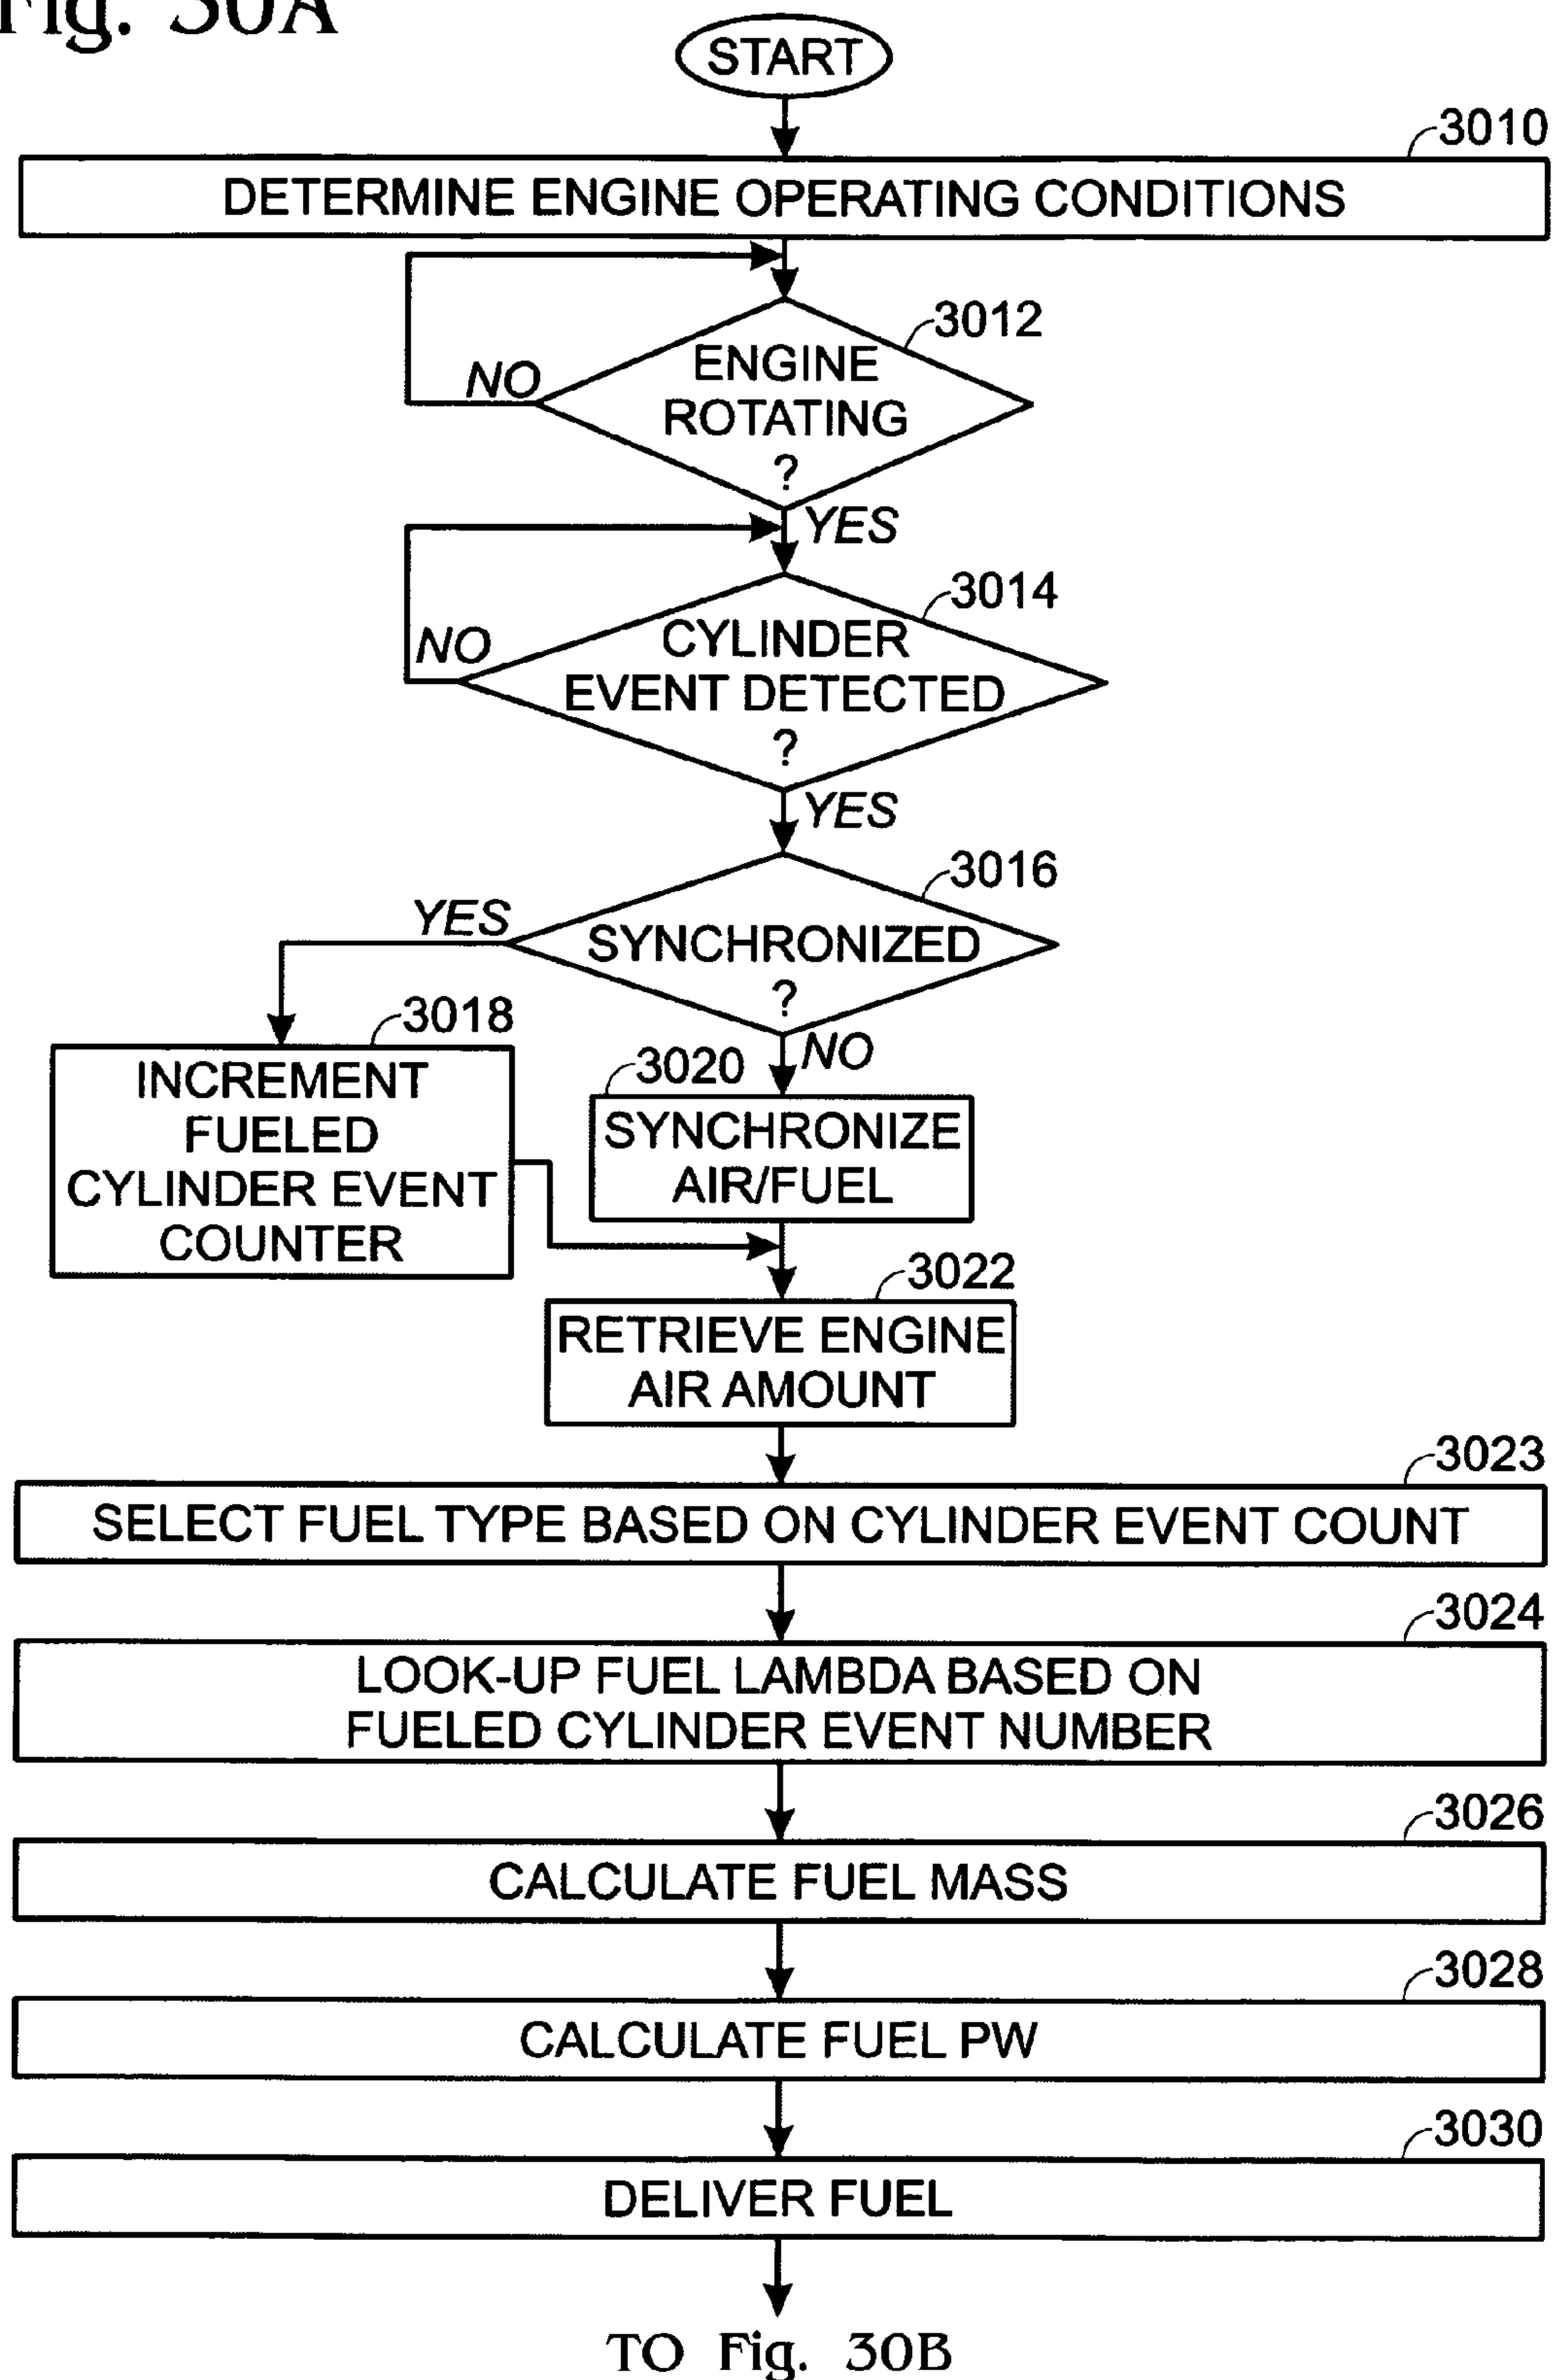 Fig. 30A
START
3010
DETERMINE ENGINE OPERATING CONDITIONS
3012
ENGINE
ROTATING
?
NO
YES
3014
CYLINDER
EVENT DETECTED
?
NO
YES
3016
SYNCHRONIZED
?
YES
NO
3018
INCREMENT
FUELED
CYLINDER EVENT
COUNTER
3020
SYNCHRONIZE
AIR/FUEL
3022
RETRIEVE ENGINE
AIR AMOUNT
3023
SELECT FUEL TYPE BASED ON CYLINDER EVENT COUNT
3024
LOOK-UP FUEL LAMBDA BASED ON
FUELED CYLINDER EVENT NUMBER
3026
CALCULATE FUEL MASS
3028
CALCULATE FUEL PW
3030
DELIVER FUEL
TO Fig. 30B